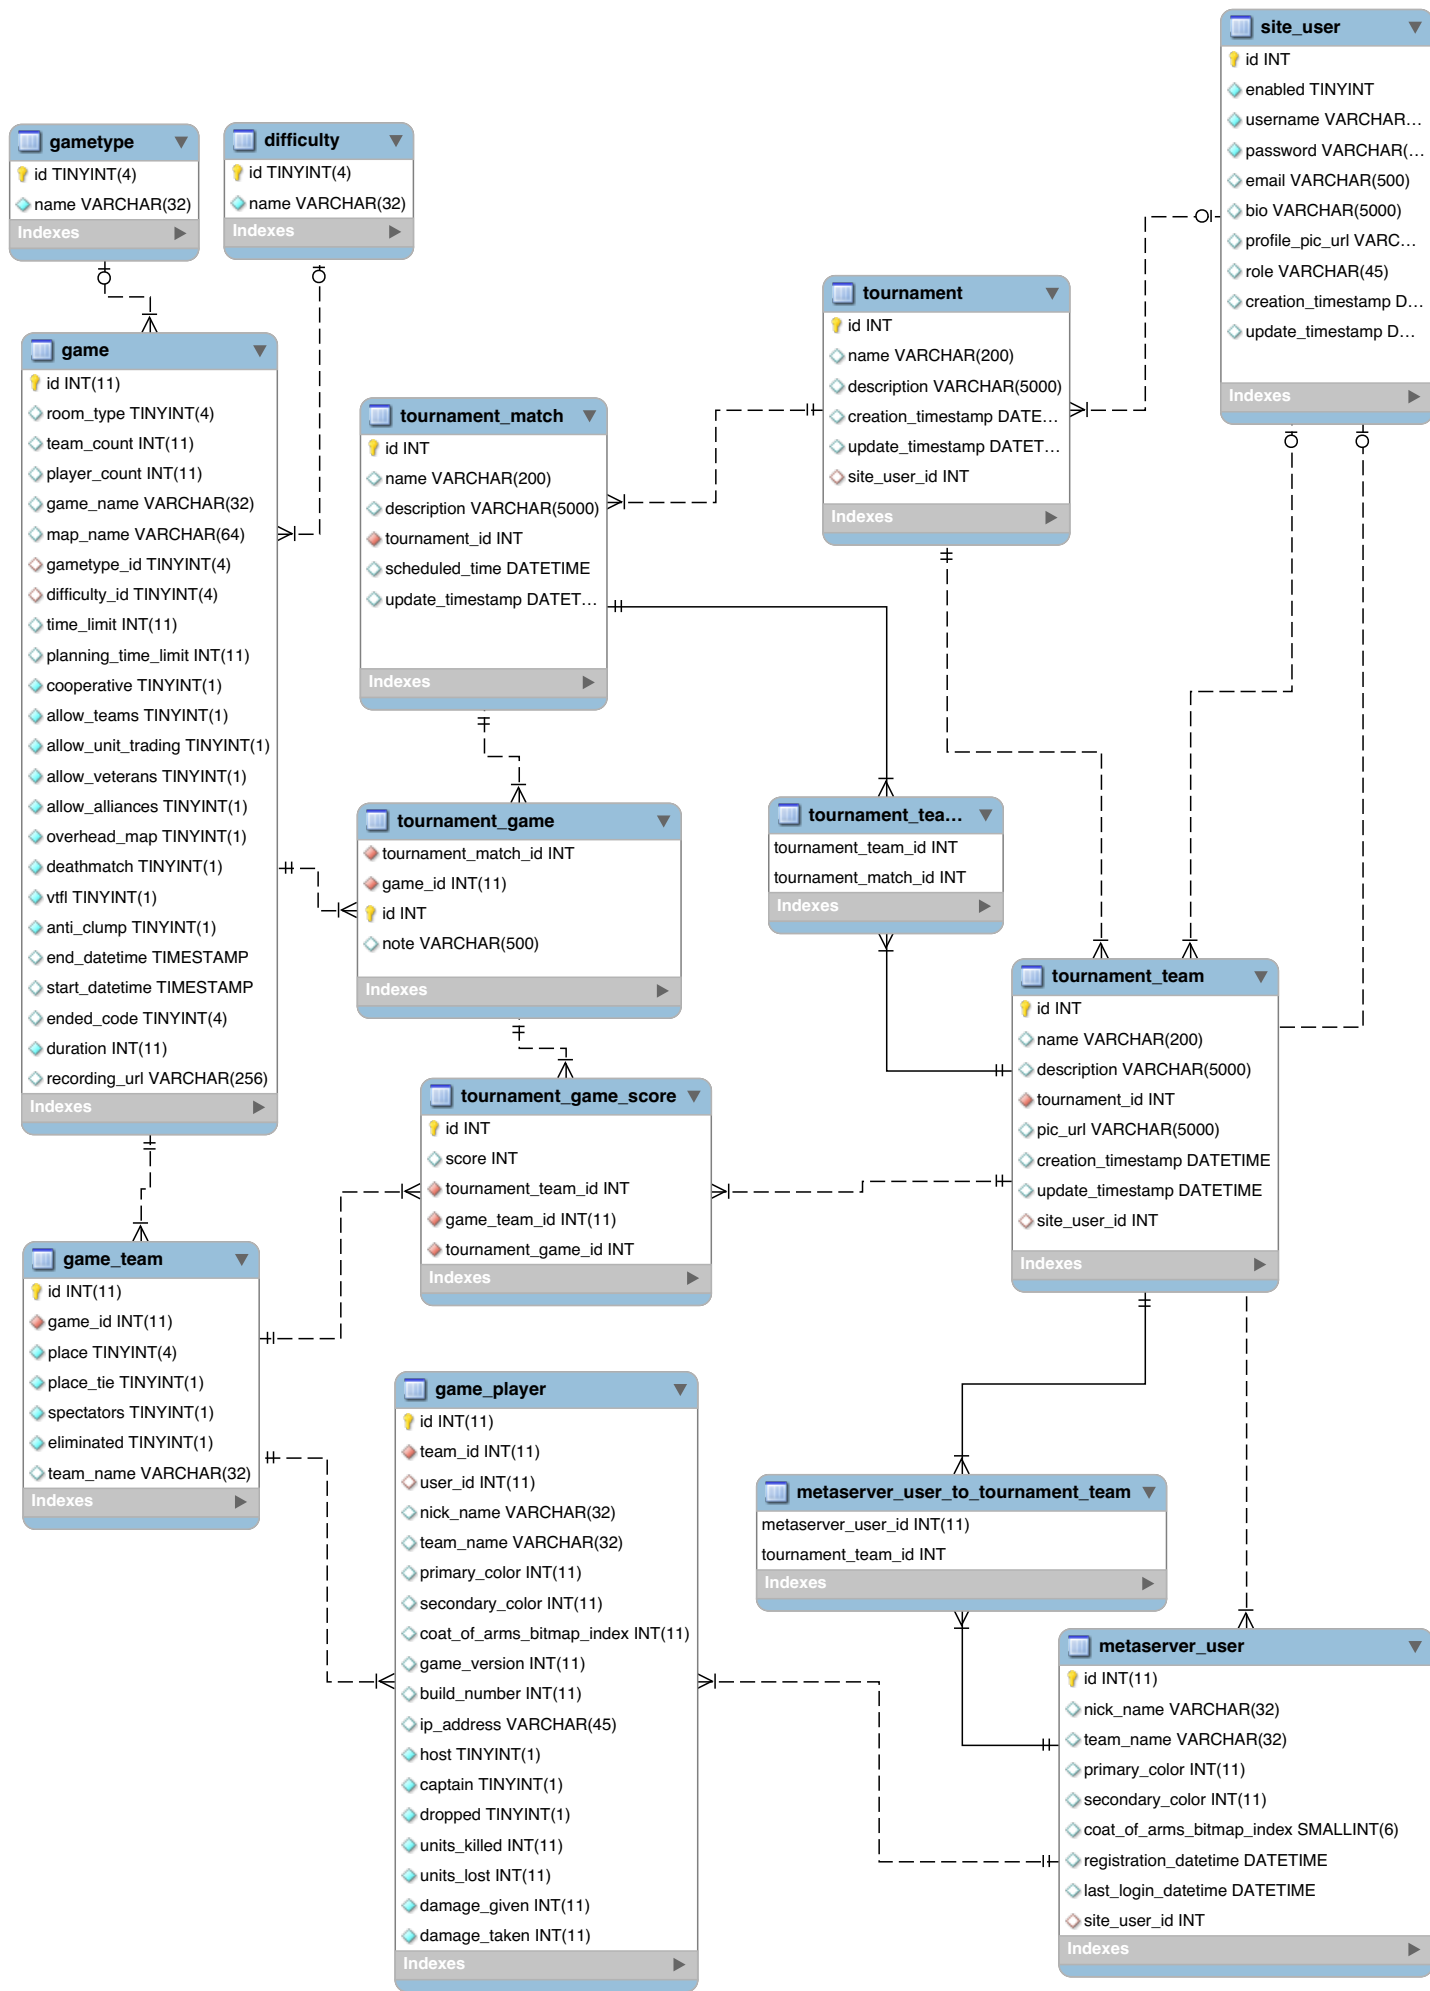 site_user
id INT
enabled TINYINT
username VARCHAR...
password VARCHAR(...
email VARCHAR(500)
bio VARCHAR(5000)
profile_pic_url VARC...
role VARCHAR(45)
creation_timestamp D...
update_timestamp D...
Indexes
gametype
id TINYINT(4)
name VARCHAR(32)
Indexes
difficulty
id TINYINT(4)
name VARCHAR(32)
Indexes
tournament
id INT
name VARCHAR(200)
description VARCHAR(5000)
creation_timestamp DATE...
update_timestamp DATET...
site_user_id INT
Indexes
game
id INT(11)
room_type TINYINT(4)
team_count INT(11)
player_count INT(11)
game_name VARCHAR(32)
map_name VARCHAR(64)
gametype_id TINYINT(4)
difficulty_id TINYINT(4)
time_limit INT(11)
planning_time_limit INT(11)
cooperative TINYINT(1)
allow_teams TINYINT(1)
allow_unit_trading TINYINT(1)
allow_veterans TINYINT(1)
allow_alliances TINYINT(1)
overhead_map TINYINT(1)
deathmatch TINYINT(1)
vtfl TINYINT(1)
anti_clump TINYINT(1)
end_datetime TIMESTAMP
start_datetime TIMESTAMP
ended_code TINYINT(4)
duration INT(11)
recording_url VARCHAR(256)
Indexes
tournament_match
id INT
name VARCHAR(200)
description VARCHAR(5000)
tournament_id INT
scheduled_time DATETIME
update_timestamp DATET...
Indexes
tournament_game
tournament_match_id INT
game_id INT(11)
id INT
note VARCHAR(500)
Indexes
tournament_tea...
tournament_team_id INT
tournament_match_id INT
Indexes
tournament_team
id INT
name VARCHAR(200)
description VARCHAR(5000)
tournament_id INT
pic_url VARCHAR(5000)
creation_timestamp DATETIME
update_timestamp DATETIME
site_user_id INT
Indexes
tournament_game_score
id INT
score INT
tournament_team_id INT
game_team_id INT(11)
tournament_game_id INT
Indexes
game_team
id INT(11)
game_id INT(11)
place TINYINT(4)
place_tie TINYINT(1)
spectators TINYINT(1)
eliminated TINYINT(1)
team_name VARCHAR(32)
Indexes
game_player
id INT(11)
team_id INT(11)
user_id INT(11)
nick_name VARCHAR(32)
team_name VARCHAR(32)
primary_color INT(11)
secondary_color INT(11)
coat_of_arms_bitmap_index INT(11)
game_version INT(11)
build_number INT(11)
ip_address VARCHAR(45)
host TINYINT(1)
captain TINYINT(1)
dropped TINYINT(1)
units_killed INT(11)
units_lost INT(11)
damage_given INT(11)
damage_taken INT(11)
Indexes
metaserver_user_to_tournament_team
metaserver_user_id INT(11)
tournament_team_id INT
Indexes
metaserver_user
id INT(11)
nick_name VARCHAR(32)
team_name VARCHAR(32)
primary_color INT(11)
secondary_color INT(11)
coat_of_arms_bitmap_index SMALLINT(6)
registration_datetime DATETIME
last_login_datetime DATETIME
site_user_id INT
Indexes